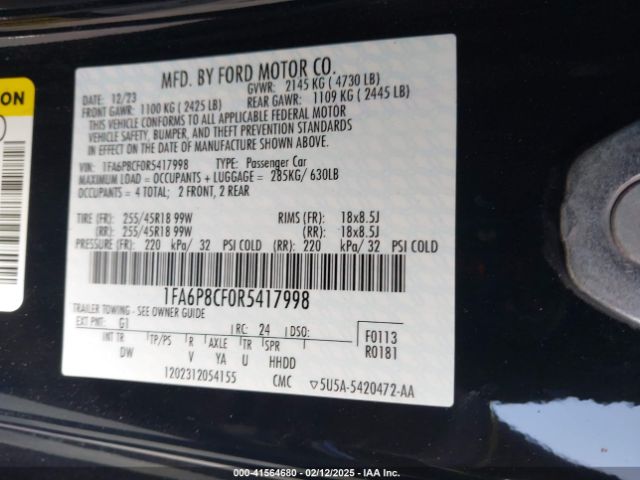 ON
MFD. BY FORD MOTOR CO.
DATE: 12/23 GVWR: 2145 KG ( 4730 LB)
FRONT GAWR: 1100 KG ( 2425 LB) REAR GAWR: 1109 KG ( 2445 LB)
THIS VEHICLE CONFORMS TO ALL APPLICABLE FEDERAL MOTOR
VEHICLE SAFETY, BUMPER, AND THEFT PREVENTION STANDARDS
IN EFFECT ON THE DATE OF MANUFACTURE SHOWN ABOVE.
VIN: 1FA6P8CF0R5417998 TYPE: Passenger Car
MAXIMUM LOAD = OCCUPANTS + LUGGAGE = 285KG/ 630LB
OCCUPANTS = 4 TOTAL; 2 FRONT, 2 REAR
TIRE (FR): 255/45R18 99W RIMS (FR): 18x8.5J
(RR): 255/45R18 99W (RR): 18x8.5J
PRESSURE (FR): 220 kPa/ 32 PSI COLD (RR): 220 kPa/ 32 PSI COLD
1FA6P8CF0R5417998
TRAILER TOWING - SEE OWNER GUIDE
EXT PNT: G1 RC: 24 DSO: F0113
INT TR TP/PS R AXLE TR SPR R0181
DW V YA U HHDD
1202312054155 CMC ▽5U5A-5420472-AA
000-41564680 - 02/12/2025 - IAA Inc.